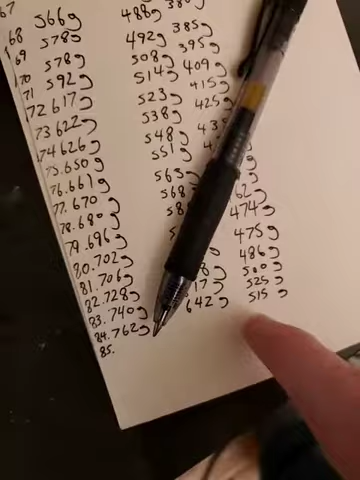 67
68 566g
69 578g
70 578g
71 592g
72 617g
73 622g
74 626g
75. 650g
76. 661g
77. 670g
78. 680g
79. 696g
80. 702g
81. 706g
82. 728g
83. 740g
84. 762g
85.
488g
492g
508g
514g
523g
538g
548g
551g
563g
568
642g
385g
395g
409g
415g
425g
474g
475g
486g
500g
525g
515g